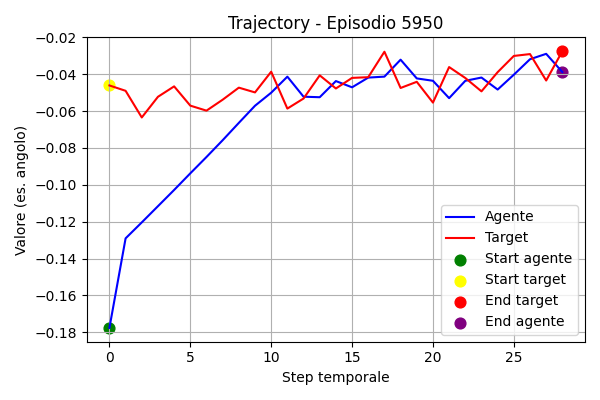 Trajectory - Episodio 5950
Valore (es. angolo)
−0.02
−0.04
−0.06
−0.08
−0.10
−0.12
−0.14
−0.16
−0.18
Agente
Target
Start agente
Start target
End target
End agente
0 5 10 15 20 25
Step temporale